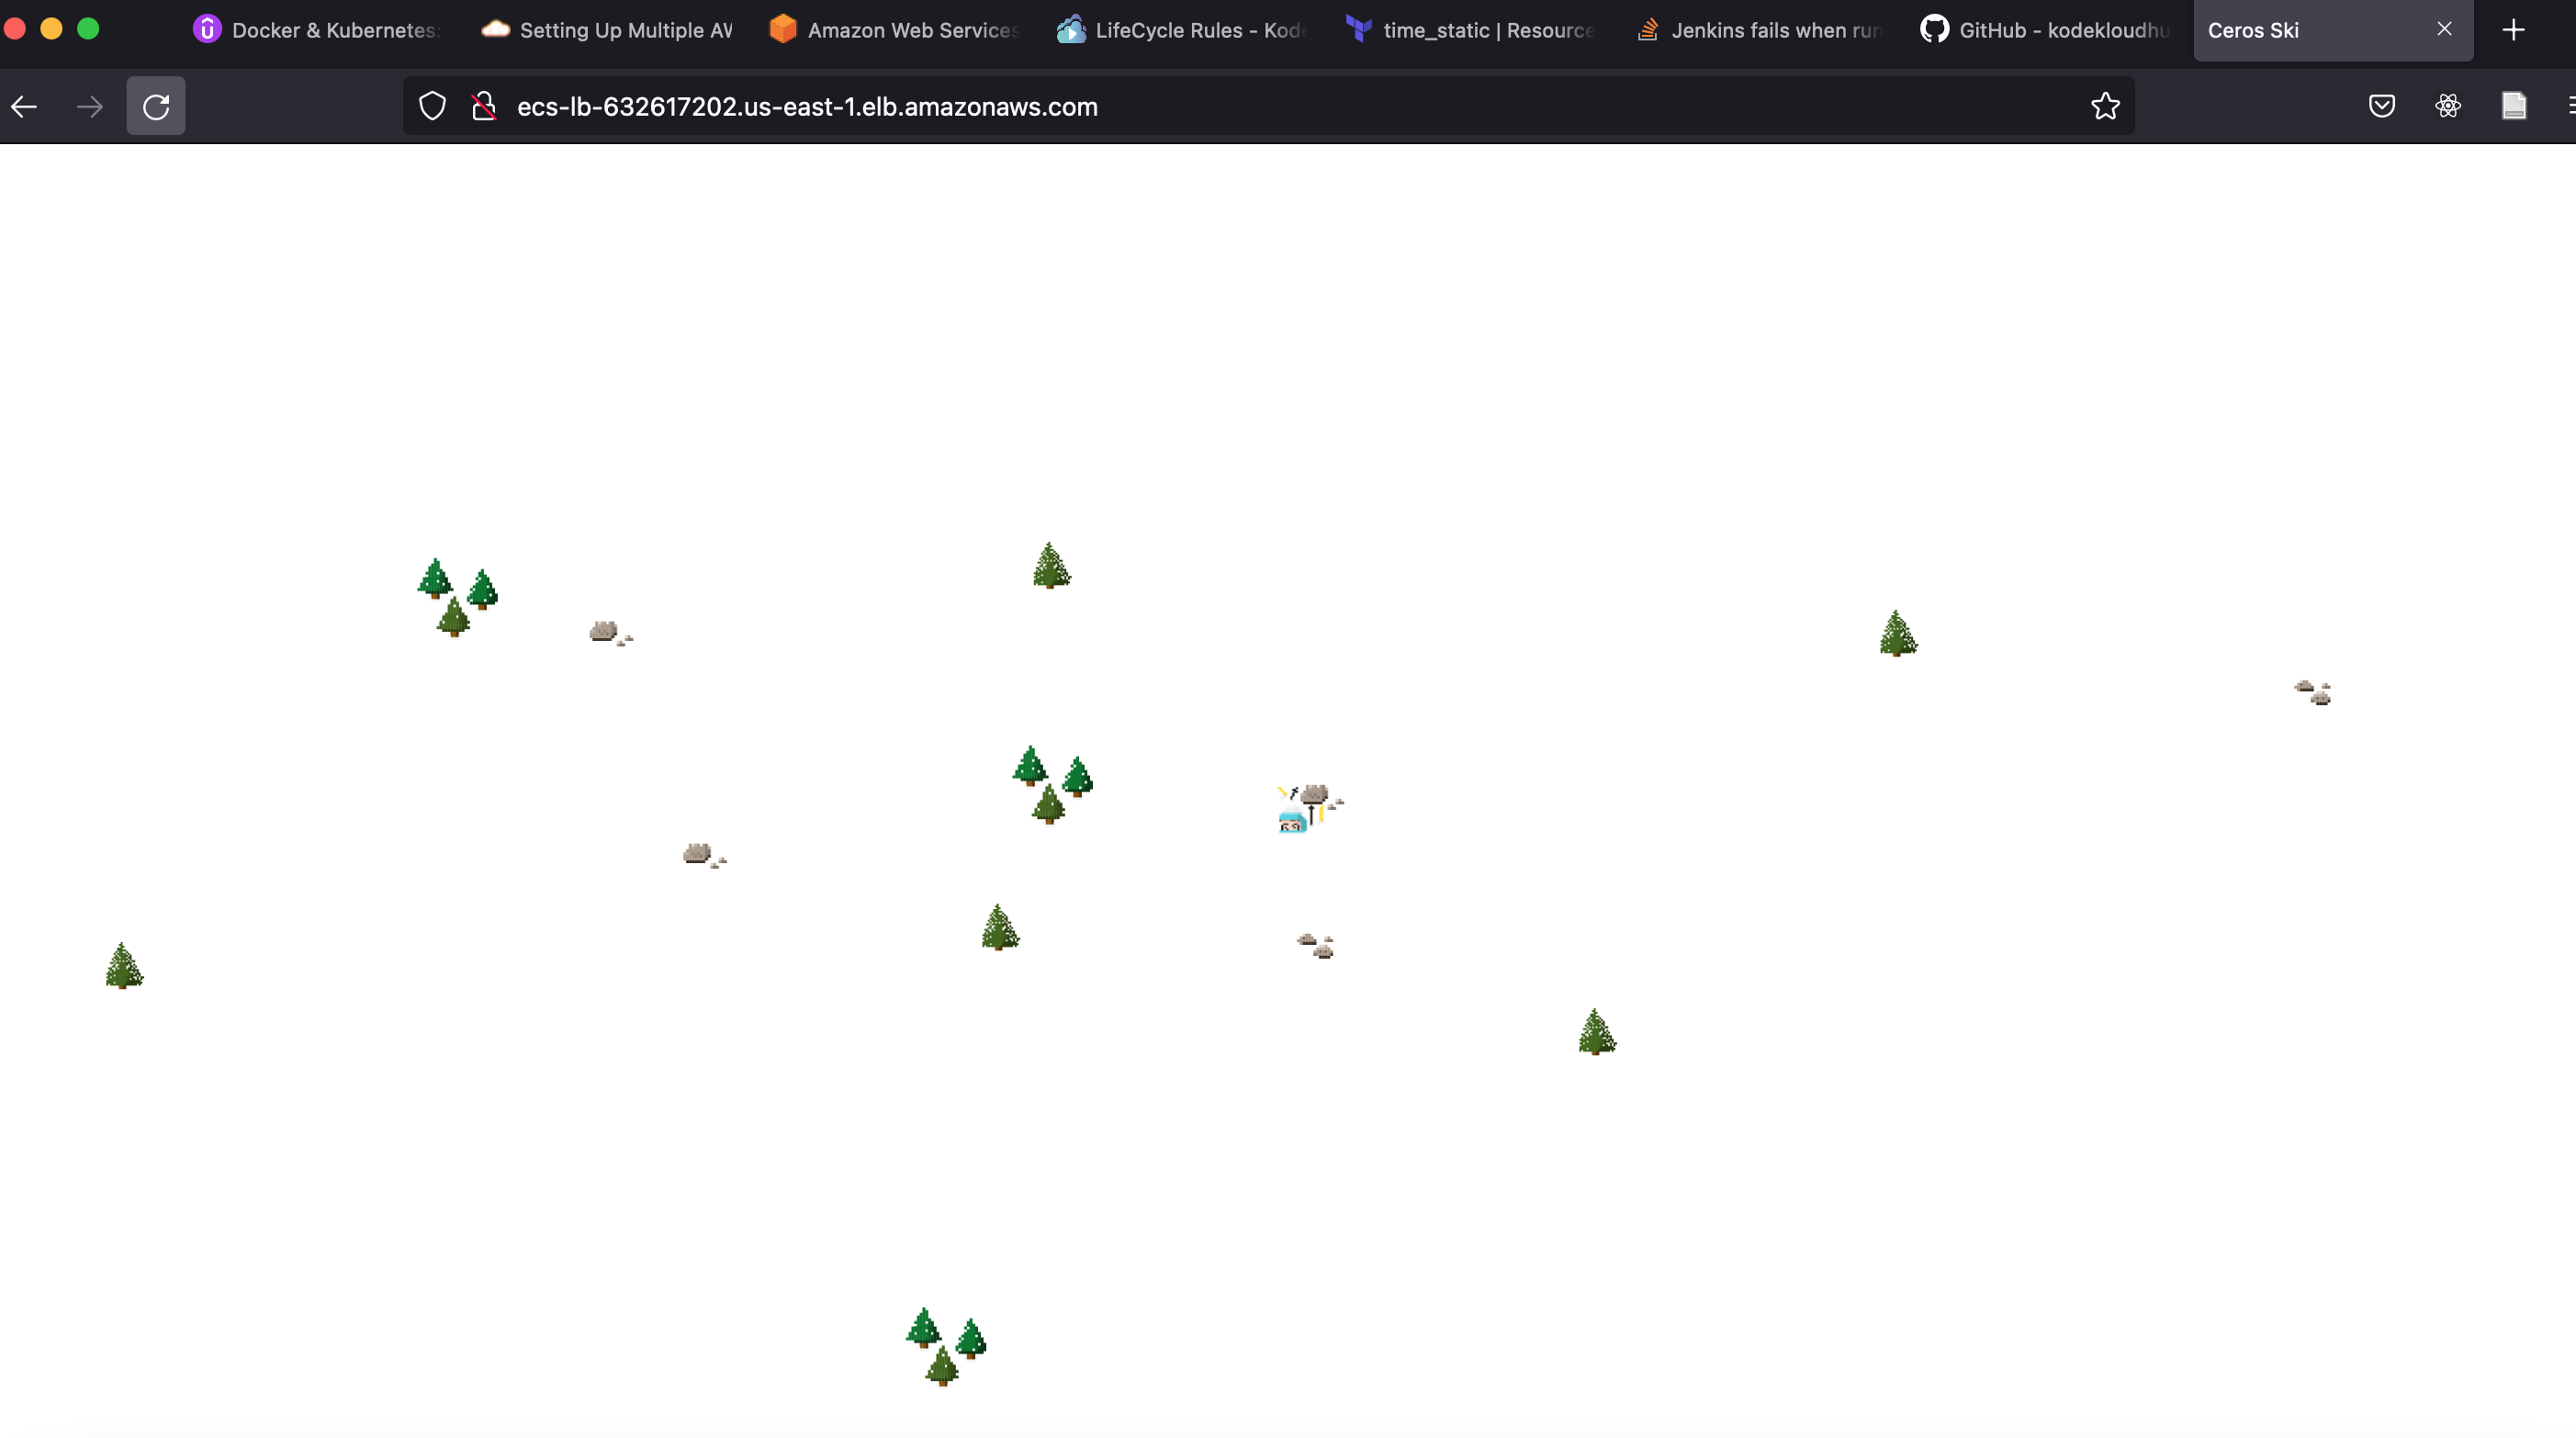 Docker & Kubernetes:
Setting Up Multiple AW
Amazon Web Services
LifeCycle Rules - Kode
time_static | Resource
Jenkins fails when run
GitHub - kodekloudhu
Ceros Ski
ecs-lb-632617202.us-east-1.elb.amazonaws.com